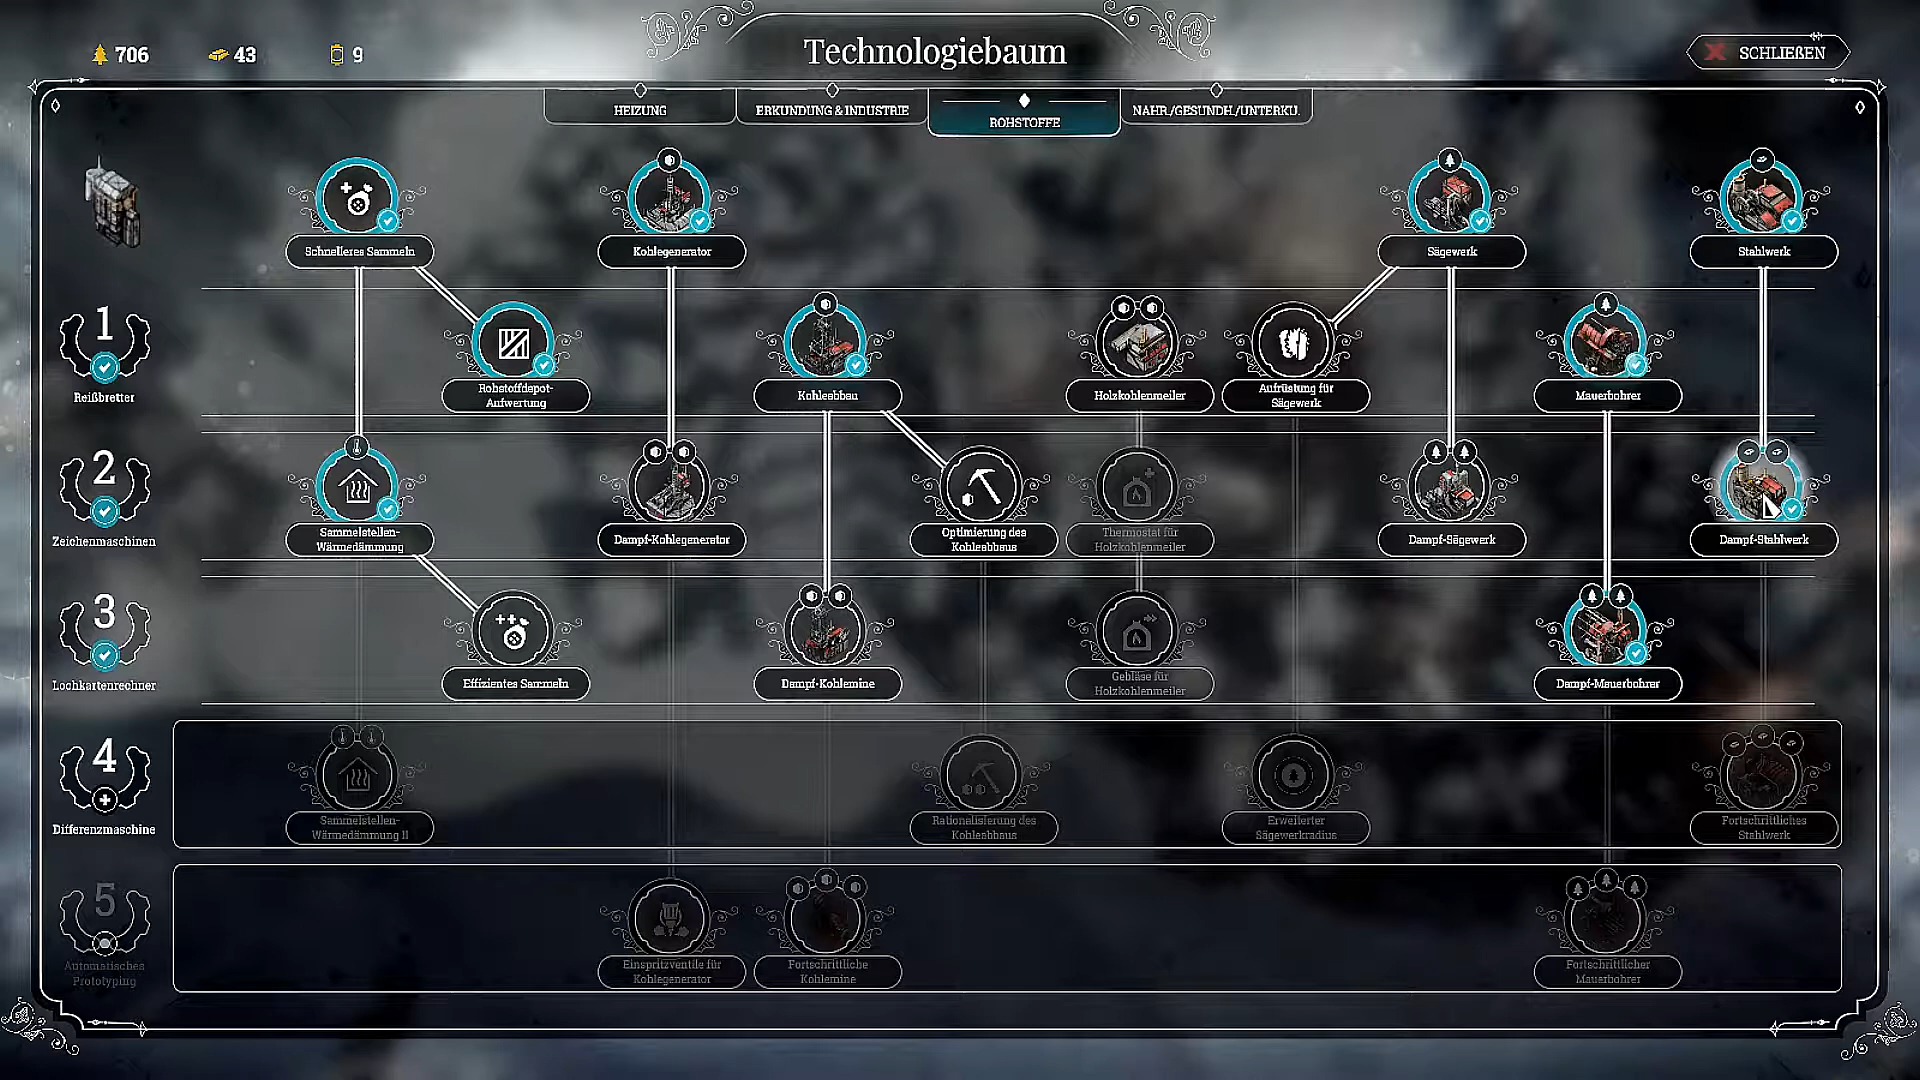 706
43
9
Technologiebaum
SCHLIEẞEN
HEIZUNG
ERKUNDUNG & INDUSTRIE
ROHSTOFFE
NAHR./GESUNDH./UNTERKU.
Schnelleres Sammeln
Kohlegenerator
Sägewerk
Stahlwerk
1
Reißbretter
Rohstoffdepot-
Aufwertung
Kohleabbau
Holzkohlenmeiler
Aufrüstung für
Sägewerk
Mauerbohrer
2
Zeichenmaschinen
Sammelstellen-
Wärmedämmung
Dampf-Kohlegenerator
Optimierung des
Kohleabbaus
Thermostat für
Holzkohlenmeiler
Dampf-Sägewerk
Dampf-Stahlwerk
3
Lochkartenrechner
Effizientes Sammeln
Dampf-Kohlemine
Gebläse für
Holzkohlenmeiler
Dampf-Mauerbohrer
4
Differenzmaschine
Sammelstellen-
Wärmedämmung II
Rationalisierung des
Kohleabbaus
Erweiterter
Sägewerkradius
Fortschrittliches
Stahlwerk
5
Automatisches
Prototyping
Einspritzventile für
Kohlegenerator
Fortschrittliche
Kohlemine
Fortschrittlicher
Mauerbohrer